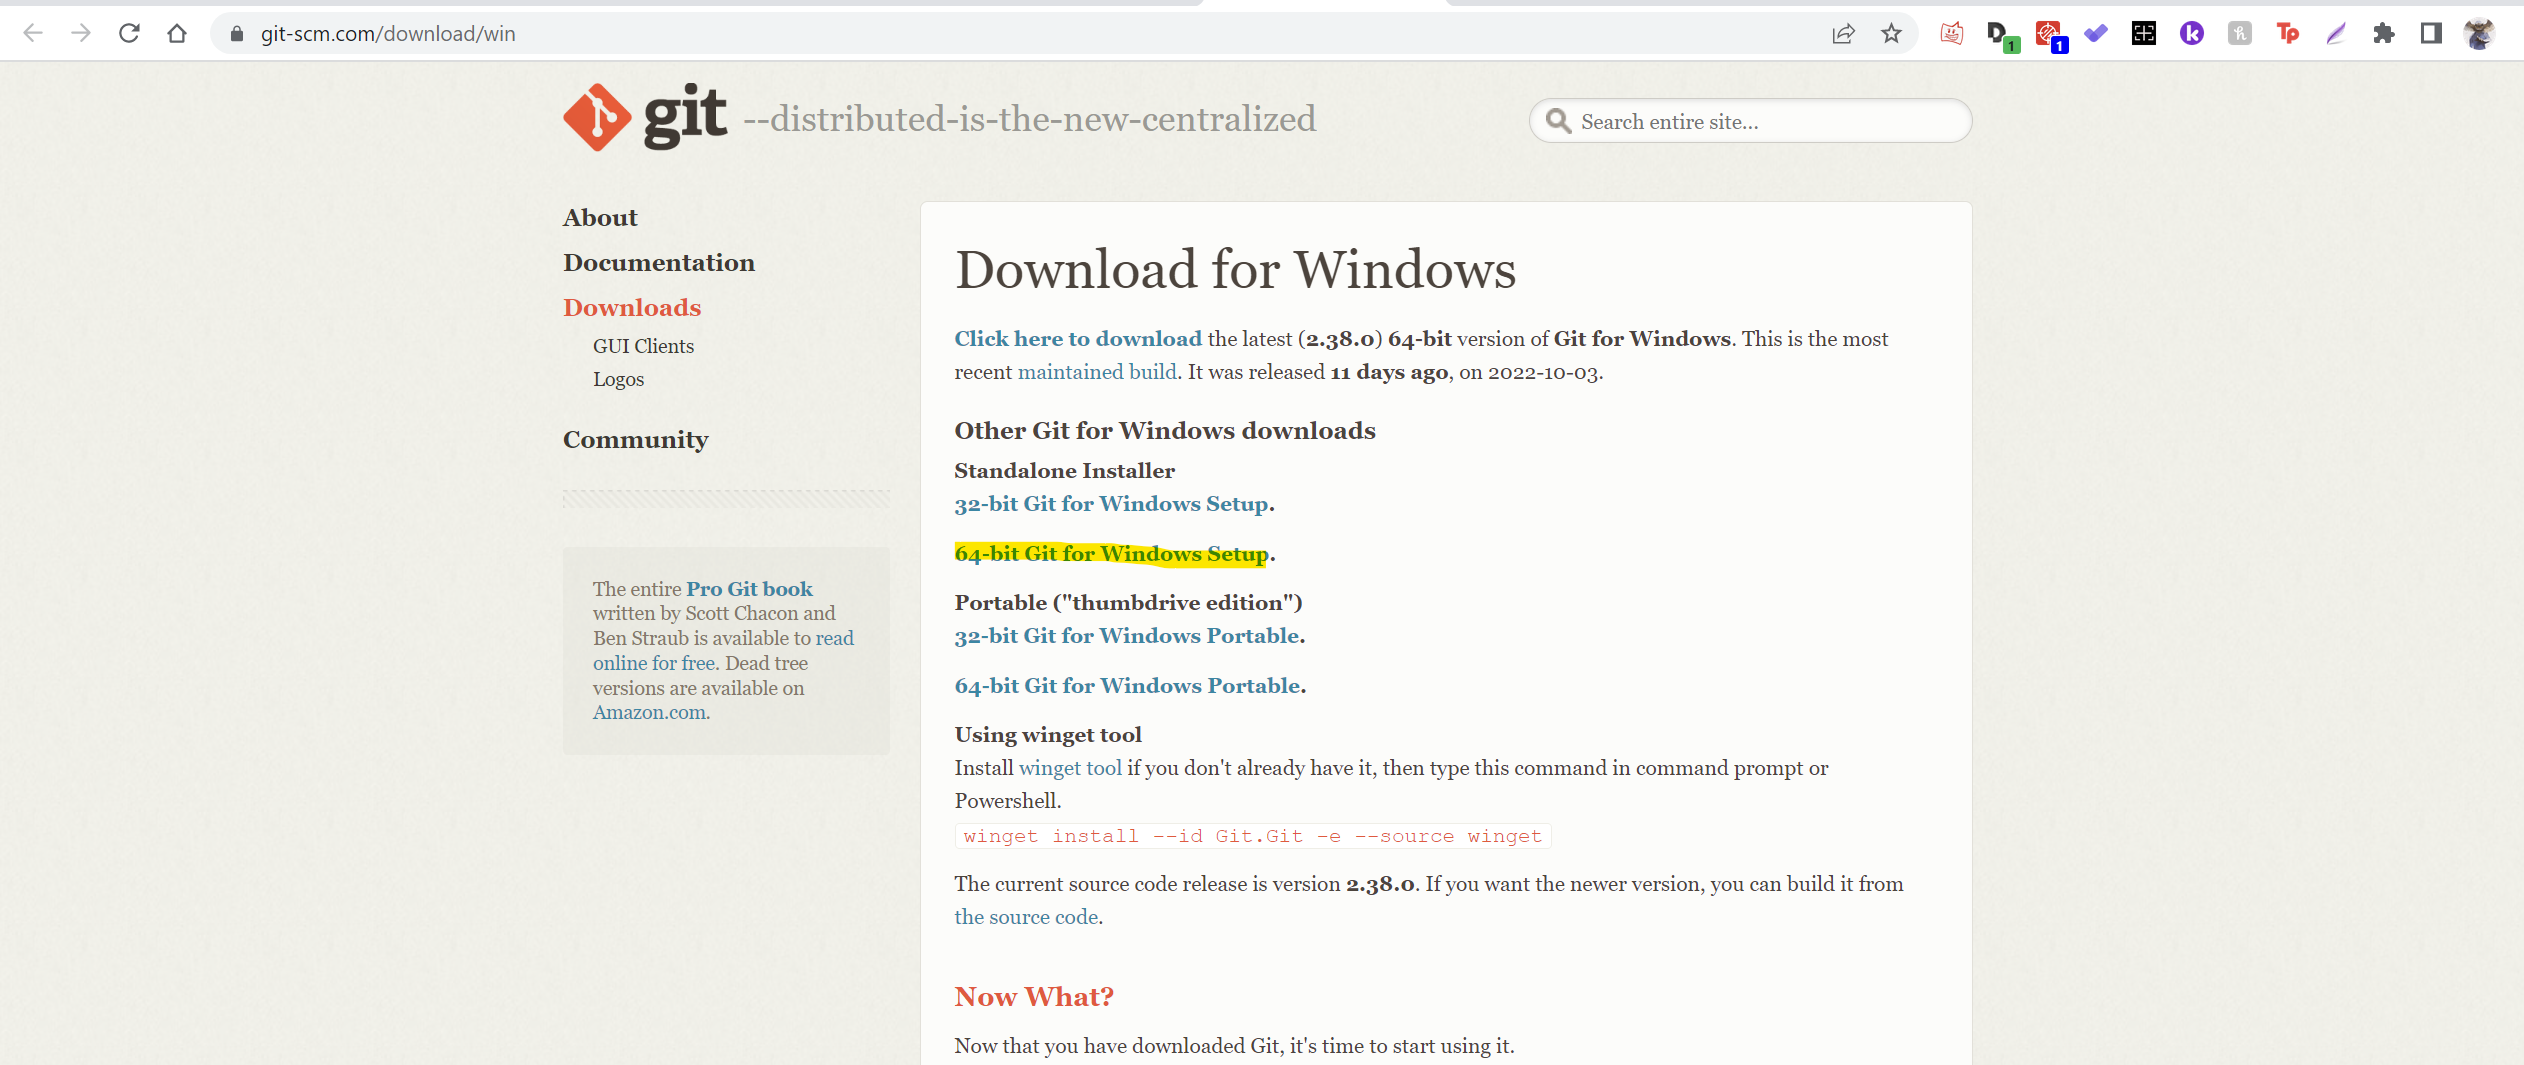 git-scm.com/download/win
1
1
git --distributed-is-the-new-centralized
Search entire site...
About
Documentation
Downloads
GUI Clients
Logos
Community
The entire Pro Git book
written by Scott Chacon and
Ben Straub is available to read
online for free. Dead tree
versions are available on
Amazon.com.
Download for Windows
Click here to download the latest (2.38.0) 64-bit version of Git for Windows. This is the most
recent maintained build. It was released 11 days ago, on 2022-10-03.
Other Git for Windows downloads
Standalone Installer
32-bit Git for Windows Setup.
64-bit Git for Windows Setup.
Portable ("thumbdrive edition")
32-bit Git for Windows Portable.
64-bit Git for Windows Portable.
Using winget tool
Install winget tool if you don't already have it, then type this command in command prompt or
Powershell.
winget install --id Git.Git -e --source winget
The current source code release is version 2.38.0. If you want the newer version, you can build it from
the source code.
Now What?
Now that you have downloaded Git, it's time to start using it.